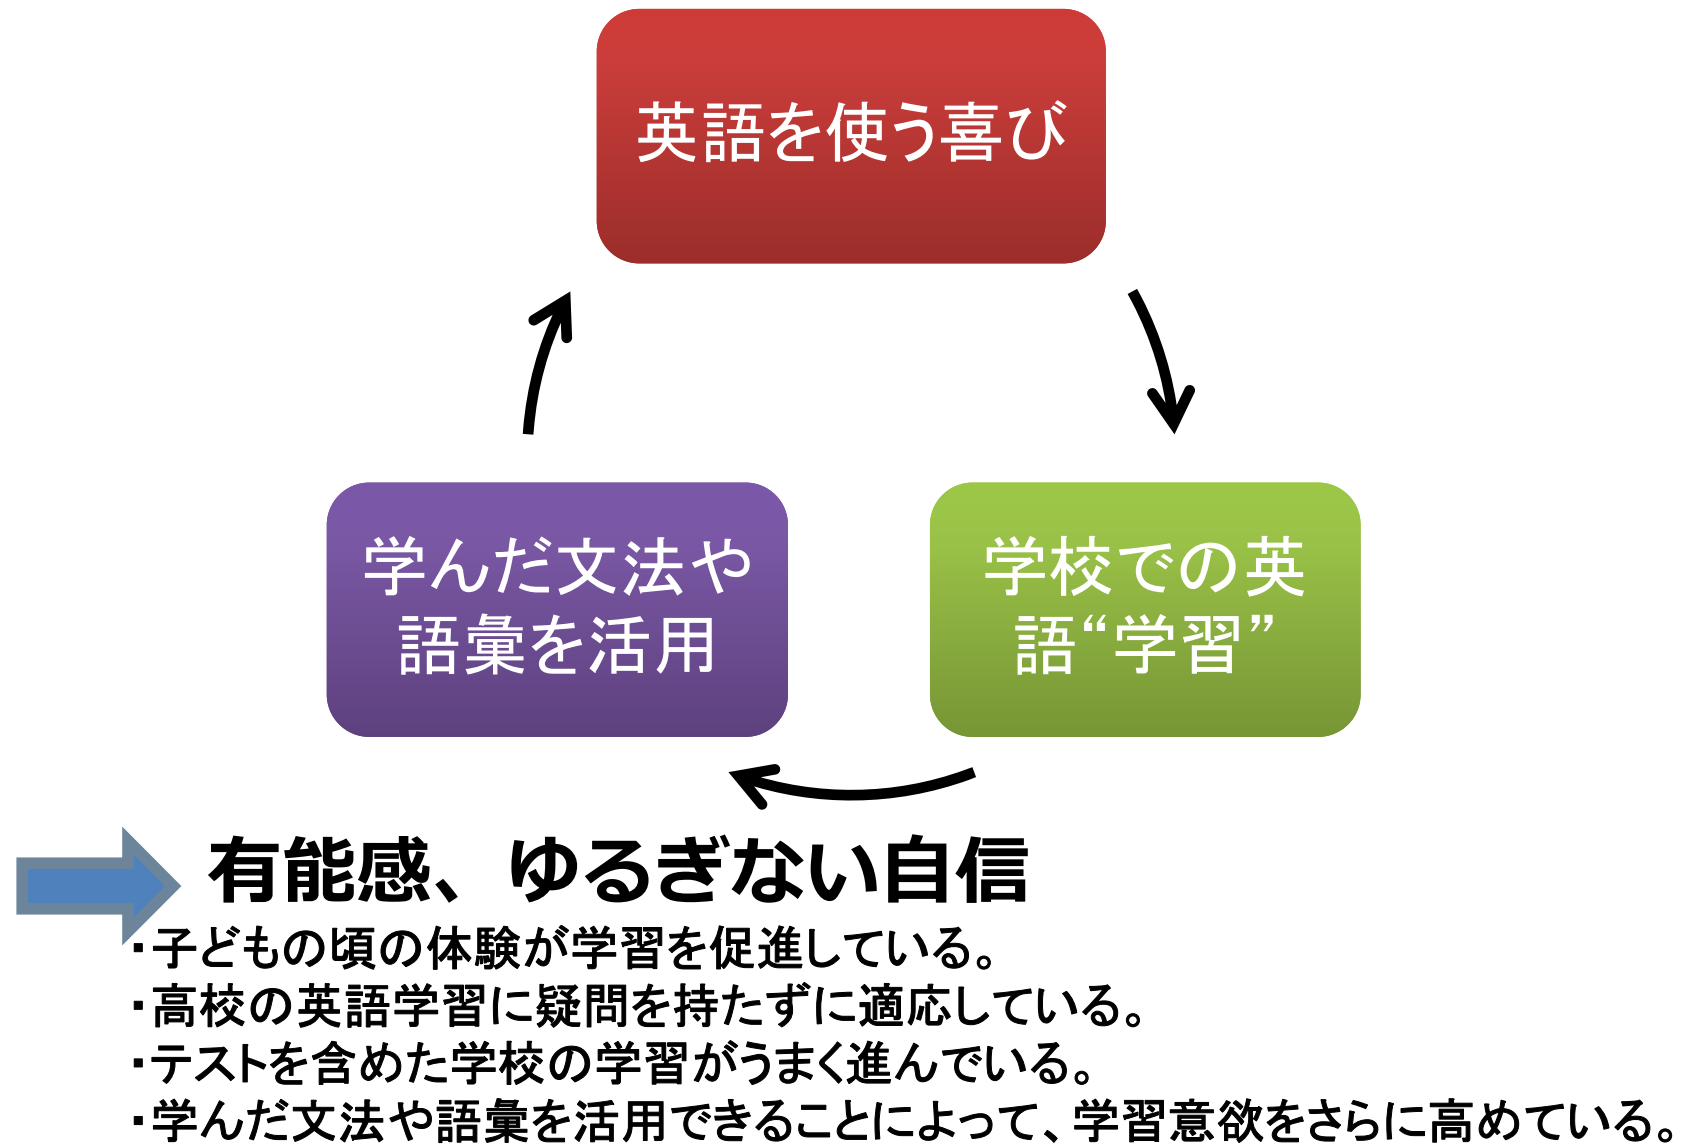 英語を使う喜び
学んだ文法や
語彙を活用
学校での英
語“学習”
有能感、ゆるぎない自信
・子どもの頃の体験が学習を促進している。
・高校の英語学習に疑問を持たずに適応している。
・テストを含めた学校の学習がうまく進んでいる。
・学んだ文法や語彙を活用できることによって、学習意欲をさらに高めている。